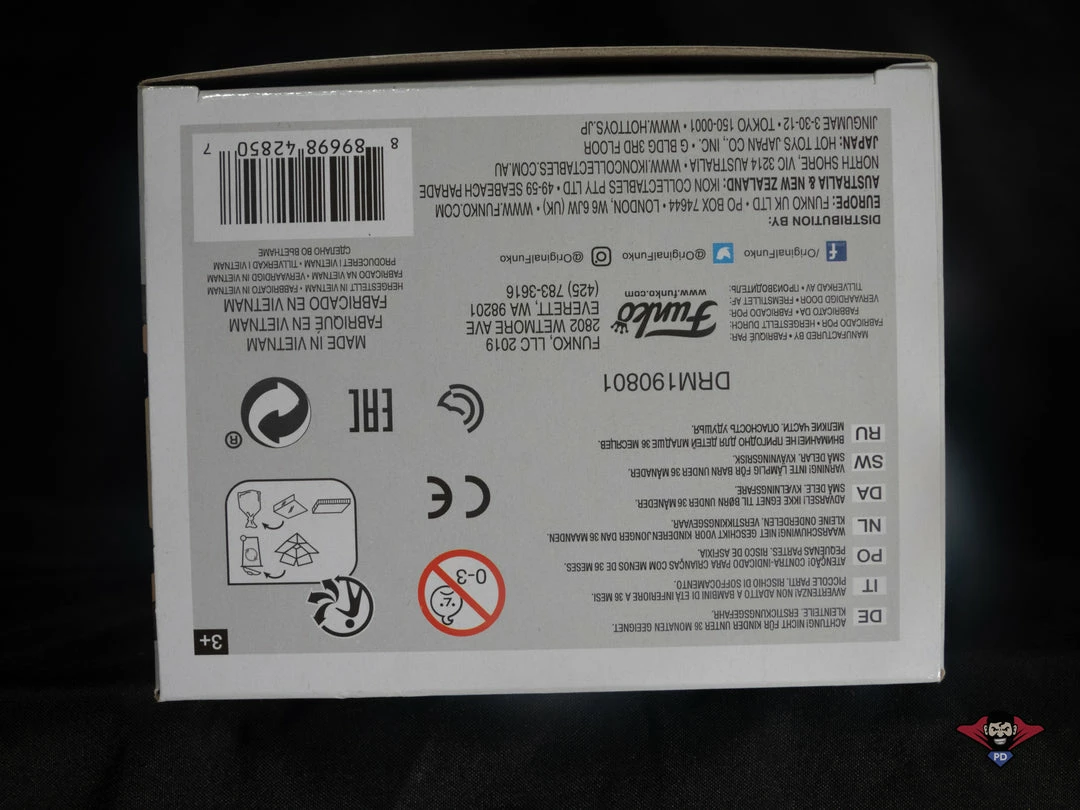 3+
0-3
DE
ACHTUNG! NICHT FÜR KINDER UNTER 36 MONATEN GEEIGNET.
KLEINTEILE. ERSTICKUNGSGEFAHR.
IT
AVVERTENZA! NON ADATTO A BAMBINI DI ETÀ INFERIORE A 36 MESI.
PICCOLE PARTI. RISCHIO DI SOFFOCAMENTO.
PO
ATENÇÃO! CONTRA-INDICADO PARA CRIANÇAS COM MENOS DE 36 MESES.
PEQUENAS PARTES. RISCO DE ASFIXIA.
NL
WAARSCHUWING! NIET GESCHIKT VOOR KINDEREN JONGER DAN 36 MAANDEN.
KLEINE ONDERDELEN. VERSTIKKINGSGEVAAR.
DA
ADVARSEL! IKKE EGNET TIL BØRN UNDER 36 MÅNEDER.
SMÅ DELE. KVÆLNINGSFARE.
SW
VARNING! INTE LÄMPLIG FÖR BARN UNDER 36 MÅNADER.
SMÅ DELAR. KVÄVNINGSRISK.
RU
ВНИМАНИЕ! НЕ ПРИГОДНО ДЛЯ ДЕТЕЙ МЛАДШЕ 36 МЕСЯЦЕВ.
МЕЛКИЕ ЧАСТИ. ОПАСНОСТЬ УДУШЬЯ.
CE
EAC
®
DRM190801
MANUFACTURED BY • FABRIQUÉ PAR:
FABRICADO POR • HERGESTELLT DURCH:
FABBRICATO DA • FABRICADO POR:
VERVAARDIGD DOOR • FREMSTILLET AF:
TILLVERKAD AV • ПРОИЗВОДИТЕЛЬ:
Funko
www.funko.com
FUNKO, LLC 2019
2802 WETMORE AVE
EVERETT, WA 98201
(425) 783-3616
MADE IN VIETNAM
FABRIQUÉ EN VIETNAM
FABRICADO EN VIETNAM
HERGESTELLT IN VIETNAM • FABBRICATO IN VIETNAM
FABRICADO NA VIETNAM • VERVAARDIGD IN VIETNAM
PRODUCERET I VIETNAM • TILLVERKAD I VIETNAM
СДЕЛАНО ВО ВЬЕТНАМЕ
/OriginalFunko
@OriginalFunko
@OriginalFunko
DISTRIBUTION BY:
EUROPE: FUNKO UK LTD • PO BOX 74644 • LONDON, W6 6JW (UK) • WWW.FUNKO.COM
AUSTRALIA & NEW ZEALAND: IKON COLLECTABLES • LTD PTY LTD • 49-59 SEABEACH PARADE
NORTH SHORE, VIC 3214 AUSTRALIA • WWW.IKONCOLLECTABLES.COM.AU
JAPAN: HOT TOYS JAPAN CO., INC. • G BLDG 3RD FLOOR
JINGUMAE 3-30-12 • TOKYO 150-0001 • WWW.HOTTOYS.JP
8 89698 42850 7
PD